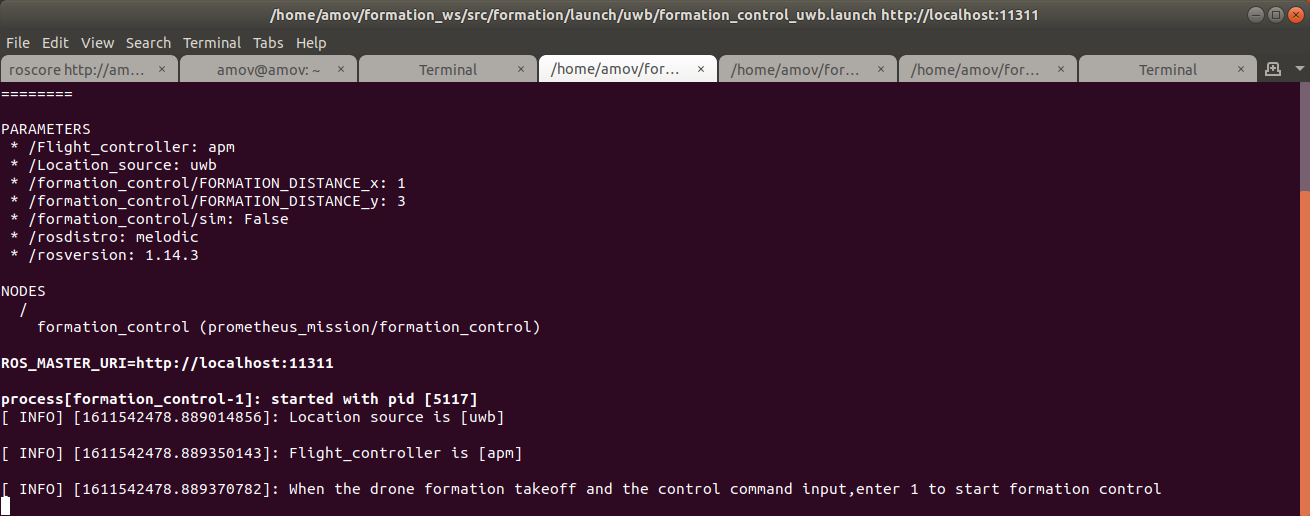 /home/amov/formation_ws/src/formation/launch/uwb/formation_control_uwb.launch http://localhost:11311
File Edit View Search Terminal Tabs Help
roscore http://am... × amov@amov: ~ × Terminal × /home/amov/for... × /home/amov/for... × /home/amov/for... × Terminal ×
========
PARAMETERS
* /Flight_controller: apm
* /Location_source: uwb
* /formation_control/FORMATION_DISTANCE_x: 1
* /formation_control/FORMATION_DISTANCE_y: 3
* /formation_control/sim: False
* /rosdistro: melodic
* /rosversion: 1.14.3
NODES
/
formation_control (prometheus_mission/formation_control)
ROS_MASTER_URI=http://localhost:11311
process[formation_control-1]: started with pid [5117]
[ INFO] [1611542478.889014856]: Location source is [uwb]
[ INFO] [1611542478.889350143]: Flight_controller is [apm]
[ INFO] [1611542478.889370782]: When the drone formation takeoff and the control command input,enter 1 to start formation control